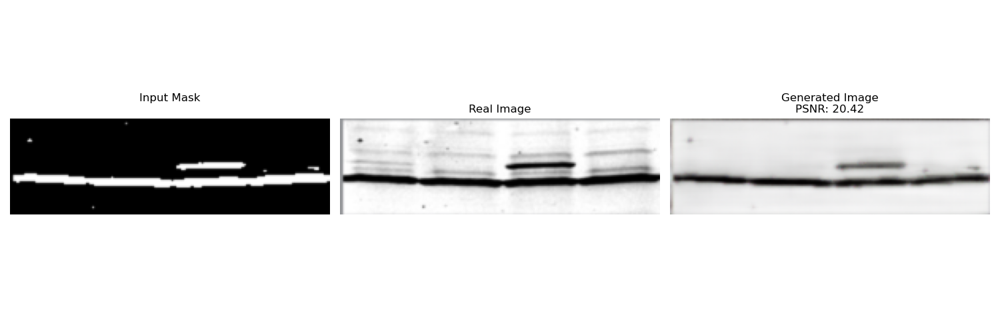 Input Mask
Real Image
Generated Image
PSNR: 20.42